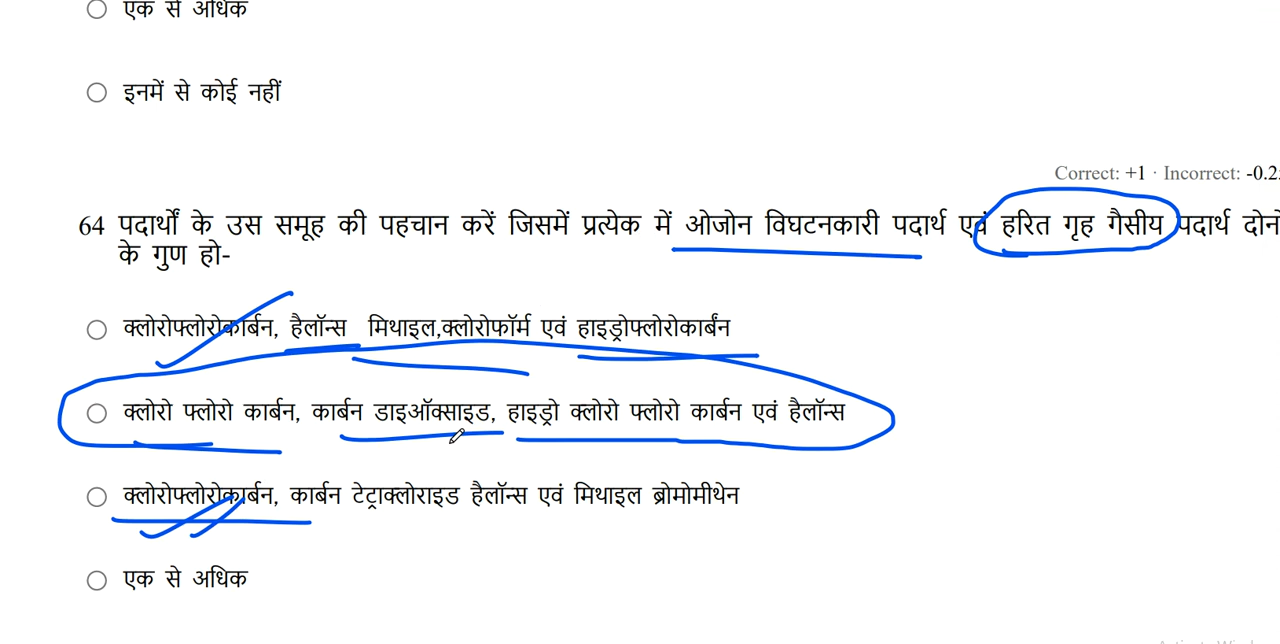 एक से अधिक
इनमें से कोई नहीं
Correct: +1 · Incorrect: -0.2
64 पदार्थों के उस समूह की पहचान करें जिसमें प्रत्येक में ओजोन विघटनकारी पदार्थ एवं हरित गृह गैसीय पदार्थ दोनो
के गुण हो-
क्लोरोफ्लोरोकार्बन, हैलॉन्स मिथाइल,क्लोरोफॉर्म एवं हाइड्रोफ्लोरोकार्बंन
क्लोरो फ्लोरो कार्बन, कार्बन डाइऑक्साइड, हाइड्रो क्लोरो फ्लोरो कार्बन एवं हैलॉन्स
क्लोरोफ्लोरोकार्बन, कार्बन टेट्राक्लोराइड हैलॉन्स एवं मिथाइल ब्रोमोमीथेन
एक से अधिक